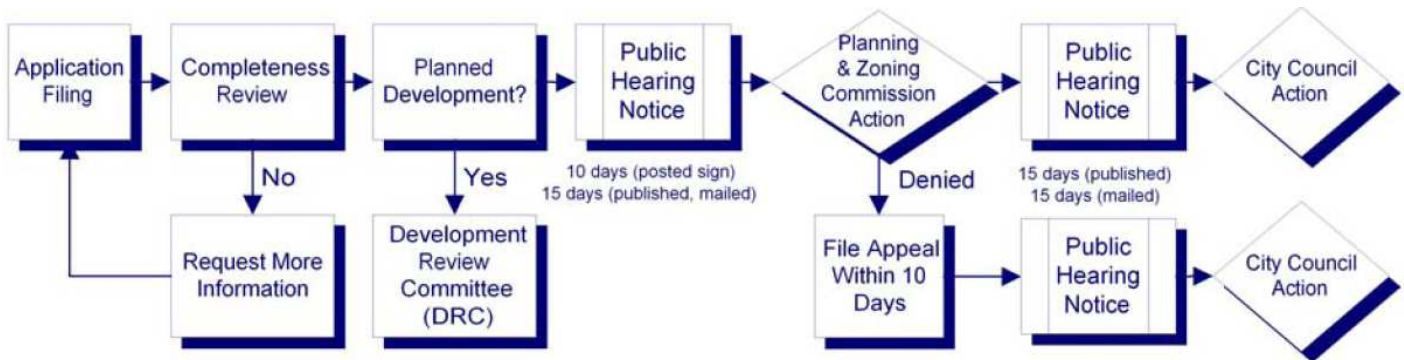 Application
Filing
Completeness
Review
Planned
Development?
Public
Hearing
Notice
Planning
& Zoning
Commission
Action
Public
Hearing
Notice
City Council
Action
10 days (posted sign)
15 days (published, mailed)
15 days (published)
15 days (mailed)
No
Yes
Denied
Request More
Information
Development
Review
Committee
(DRC)
File Appeal
Within 10
Days
Public
Hearing
Notice
City Council
Action